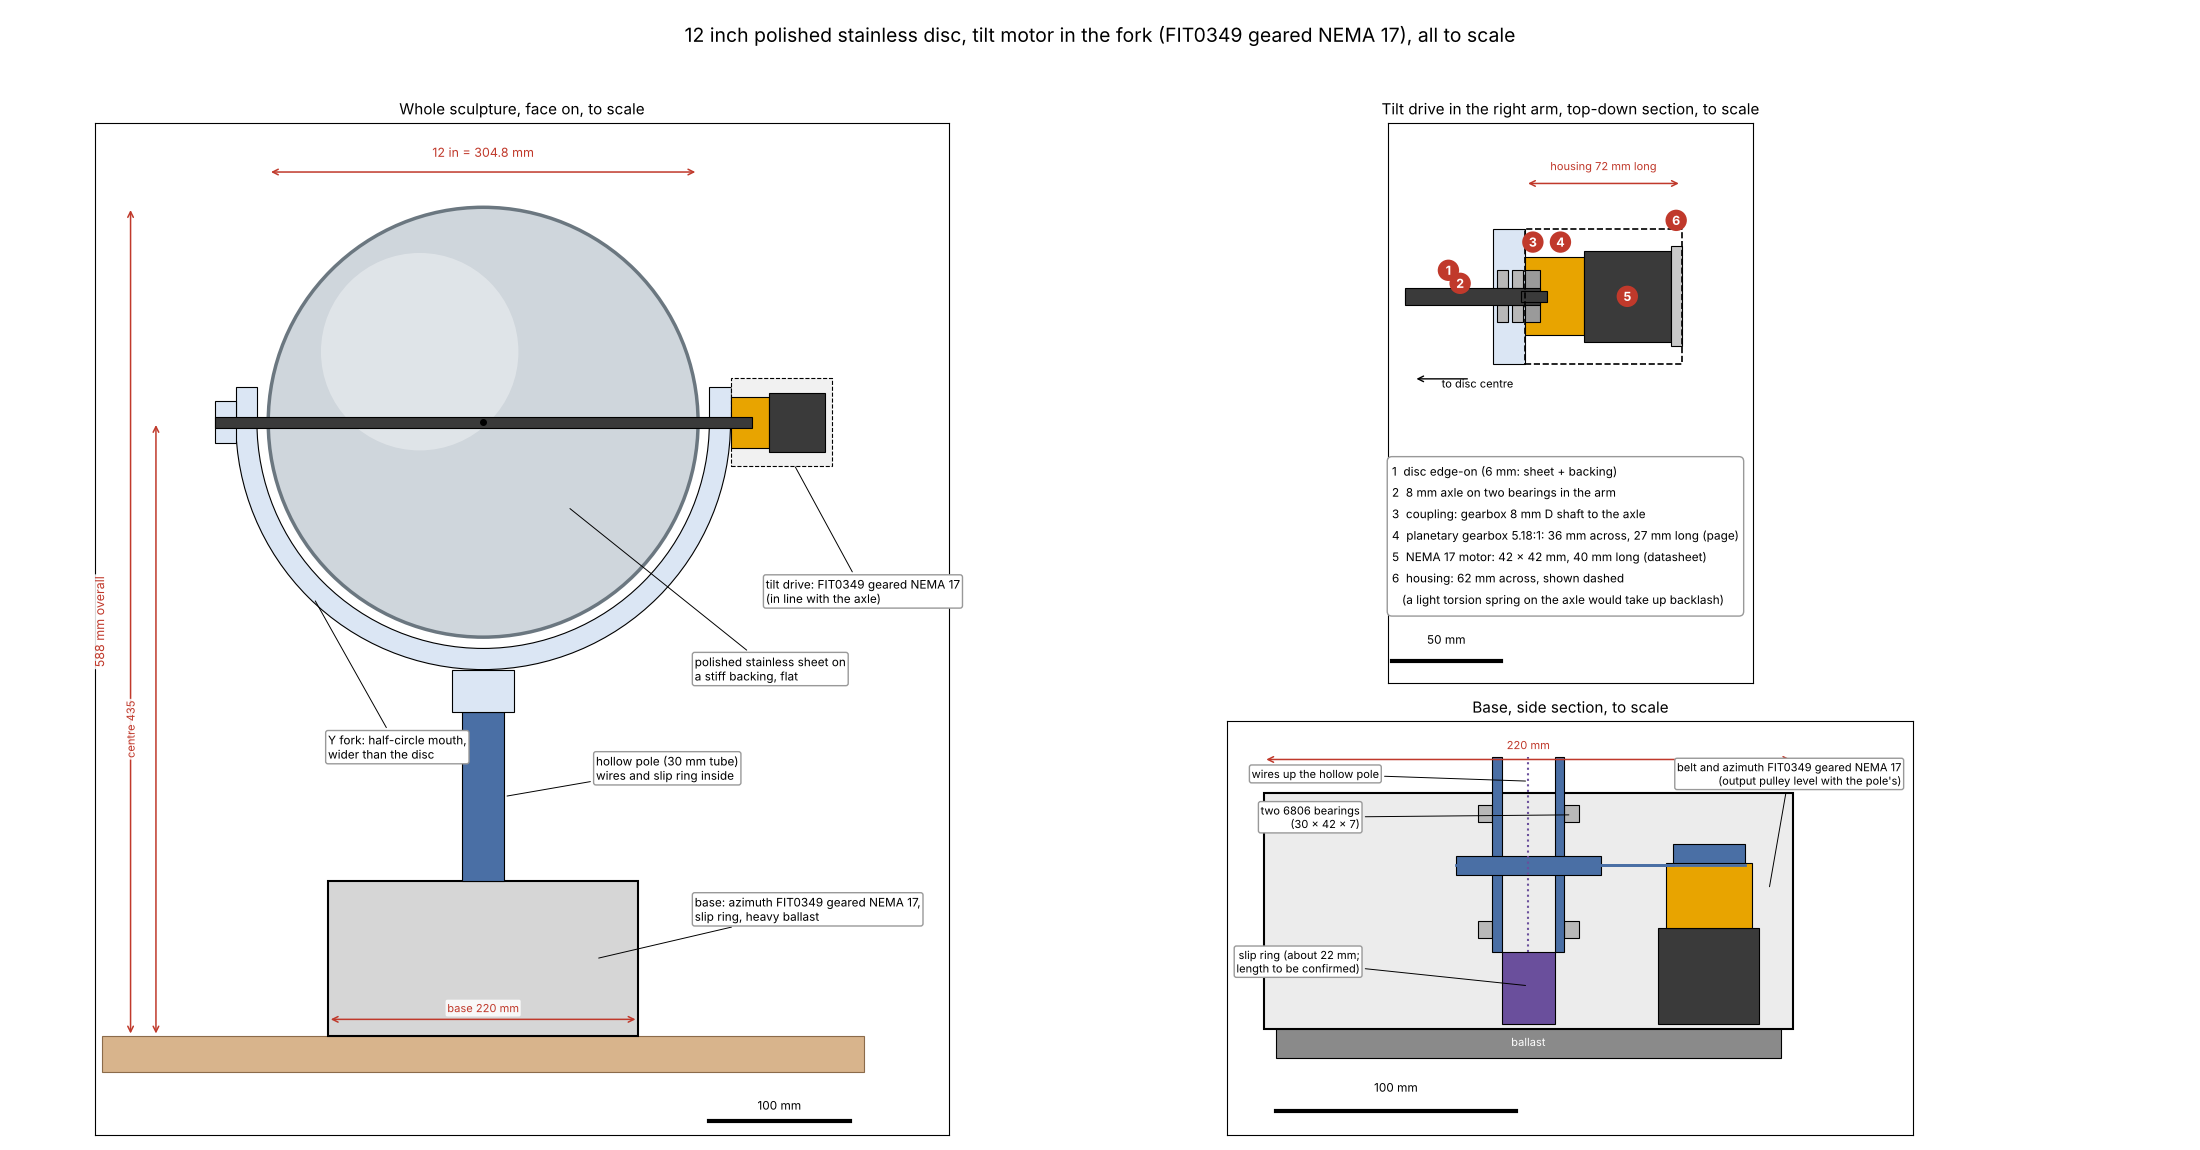 12 inch polished stainless disc, tilt motor in the fork (FIT0349 geared NEMA 17), all to scale
Whole sculpture, face on, to scale
12 in = 304.8 mm
588 mm overall
centre 435
tilt drive: FIT0349 geared NEMA 17
(in line with the axle)
polished stainless sheet on
a stiff backing, flat
Y fork: half-circle mouth,
wider than the disc
hollow pole (30 mm tube)
wires and slip ring inside
base: azimuth FIT0349 geared NEMA 17,
slip ring, heavy ballast
base 220 mm
100 mm
Tilt drive in the right arm, top-down section, to scale
housing 72 mm long
6
3
4
1
2
5
to disc centre
1 disc edge-on (6 mm: sheet + backing)
2 8 mm axle on two bearings in the arm
3 coupling: gearbox 8 mm D shaft to the axle
4 planetary gearbox 5.18:1: 36 mm across, 27 mm long (page)
5 NEMA 17 motor: 42 × 42 mm, 40 mm long (datasheet)
6 housing: 62 mm across, shown dashed
(a light torsion spring on the axle would take up backlash)
50 mm
Base, side section, to scale
220 mm
wires up the hollow pole
belt and azimuth FIT0349 geared NEMA 17
(output pulley level with the pole's)
two 6806 bearings
(30 × 42 × 7)
slip ring (about 22 mm;
length to be confirmed)
ballast
100 mm